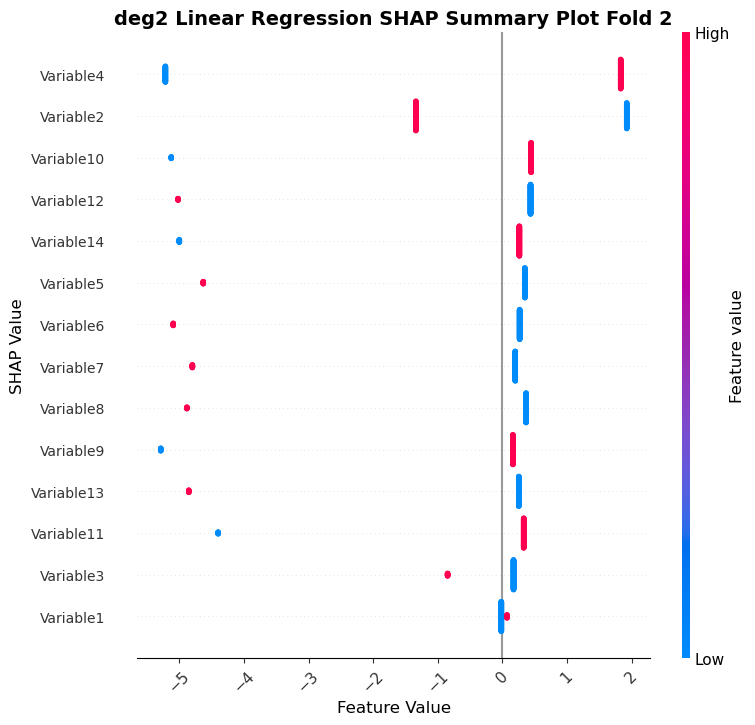 deg2 Linear Regression SHAP Summary Plot Fold 2
High
Variable4
Variable2
Variable10
Variable12
Variable14
Variable5
Variable6
Variable7
Variable8
Variable9
Variable13
Variable11
Variable3
Variable1
SHAP Value
Feature value
Low
−5 −4 −3 −2 −1 0 1 2
Feature Value